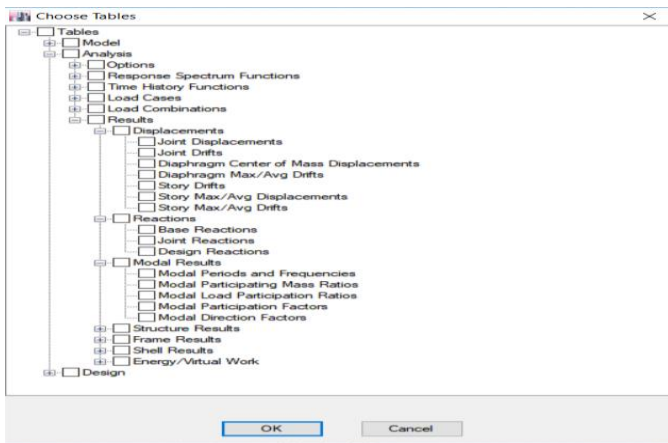 Choose Tables
Tables
Model
Analysis
Options
Response Spectrum Functions
Time History Functions
Load Cases
Load Combinations
Results
Displacements
Joint Displacements
Joint Drifts
Diaphragm Center of Mass Displacements
Diaphragm Max/Avg Drifts
Story Drifts
Story Max/Avg Displacements
Story Max/Avg Drifts
Reactions
Base Reactions
Joint Reactions
Design Reactions
Modal Results
Modal Periods and Frequencies
Modal Participating Mass Ratios
Modal Load Participation Ratios
Modal Participation Factors
Modal Direction Factors
Structure Results
Frame Results
Shell Results
Energy/Virtual Work
Design
OK Cancel